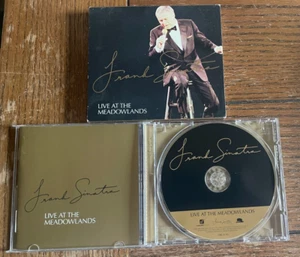 Frank Sinatra
LIVE AT THE
MEADOWLANDS
Frank Sinatra
LIVE AT THE
MEADOWLANDS
Frank Sinatra
LIVE AT THE MEADOWLANDS